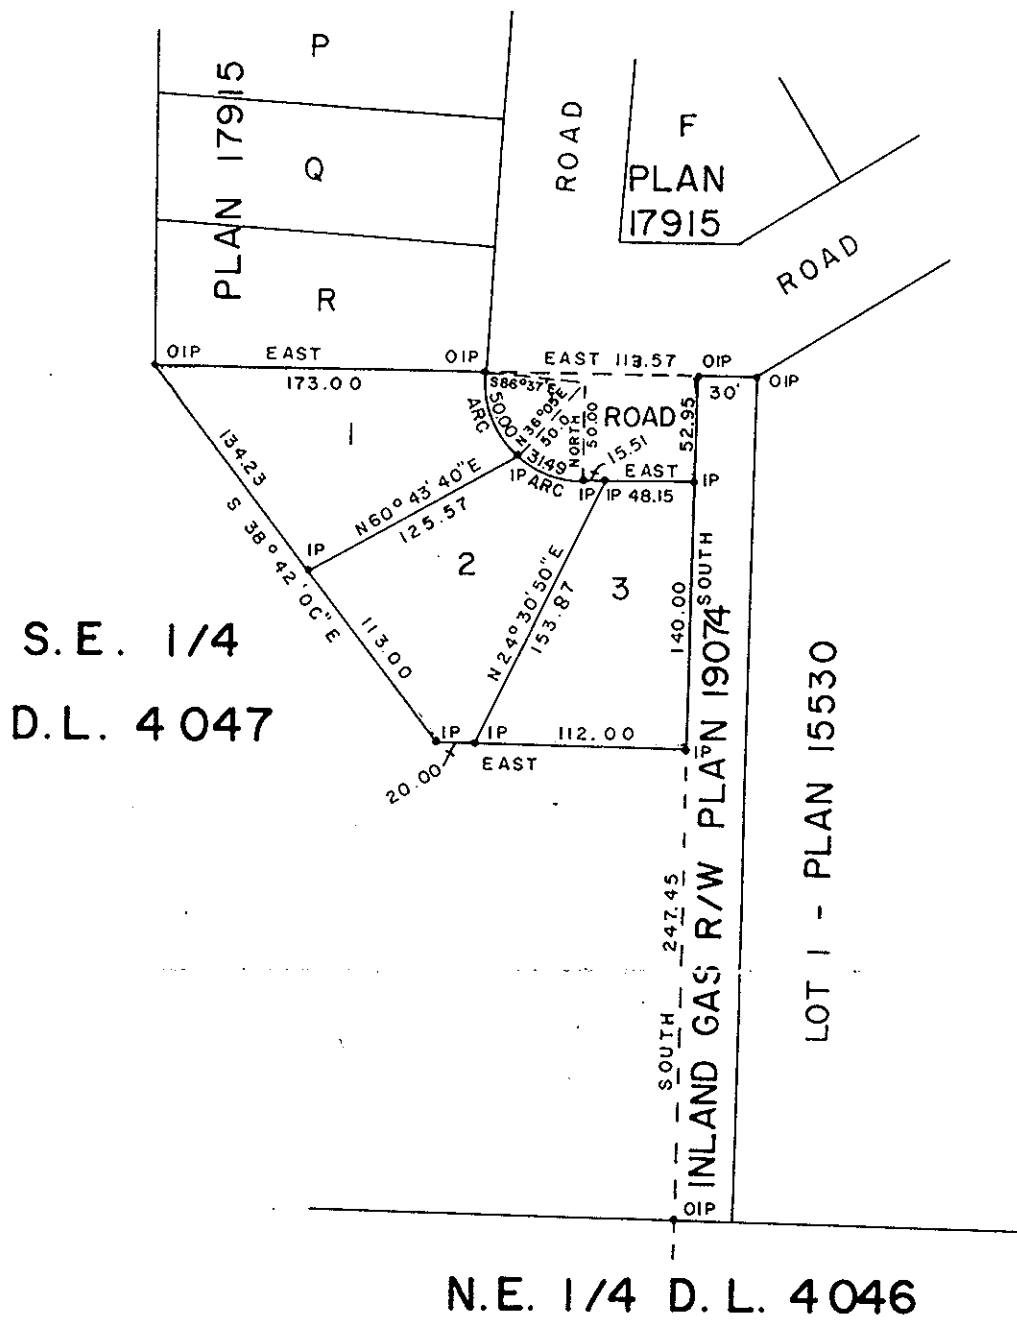 P
PLAN 17915
Q
R
ROAD
F
PLAN
17915
ROAD
OIP
EAST
OIP
EAST 113.57
OIP
OIP
173.00
S86°37'E
30'
50.00
ARC
N 36°05'E
50.0
NORTH
50.00
ROAD
52.95
1
134.23
31.49
15.51
EAST
IP
IP
ARC
IP
IP
48.15
N60°43'40"E
125.57
IP
2
S 38°42'0C"E
N24°30'50"E
153.87
3
SOUTH
140.00
S.E. 1/4
D.L. 4047
113.00
IP
IP
112.00
IP
EAST
20.00
INLAND GAS R/W PLAN 19074
LOT 1 - PLAN 15530
247.45
SOUTH
OIP
N.E. 1/4 D.L. 4046